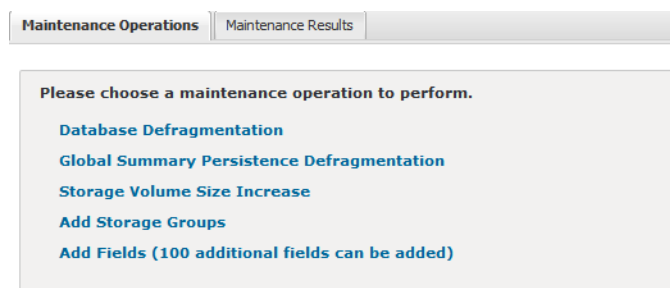 Maintenance Operations Maintenance Results
Please choose a maintenance operation to perform.
Database Defragmentation
Global Summary Persistence Defragmentation
Storage Volume Size Increase
Add Storage Groups
Add Fields (100 additional fields can be added)